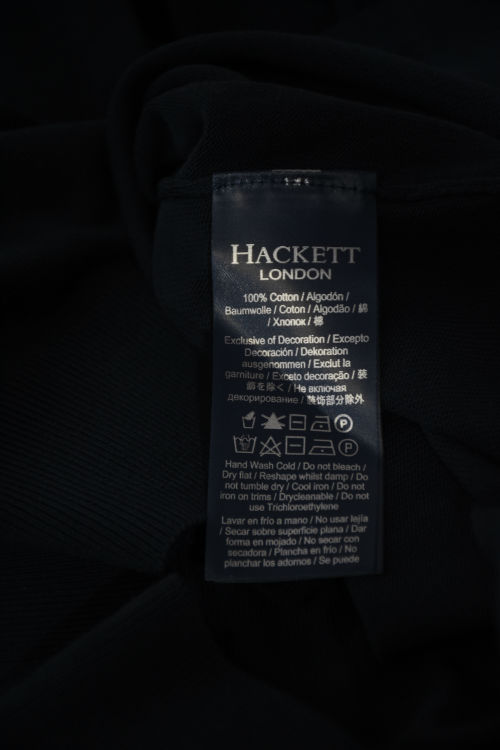 HACKETT
LONDON
100% Cotton / Algodón /
Baumwolle / Coton / Algodão / 綿
/ Хлопок / 棉
Exclusive of Decoration / Excepto
Decoración / Dekoration
ausgenommen / Exclut la
garniture / Exceto decoração / 装
飾を除く / Не включая
декорирование / 装饰部分除外
P
P
Hand Wash Cold / Do not bleach /
Dry flat / Reshape whilst damp / Do
not tumble dry / Cool iron / Do not
iron on trims / Drycleanable / Do not
use Trichloroethylene
Lavar en frío a mano / No usar lejía
/ Secar sobre superficie plana / Dar
forma en mojado / No secar con
secadora / Plancha en frío / No
planchar los adornos / Se puede